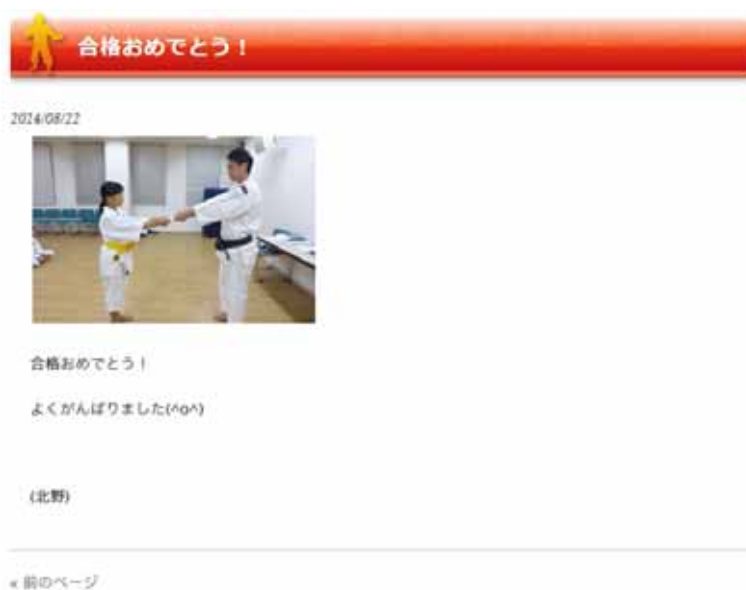 合格おめでとう！
2014/08/22
合格おめでとう！
よくがんばりました(^o^)
(北野)
« 前のページ